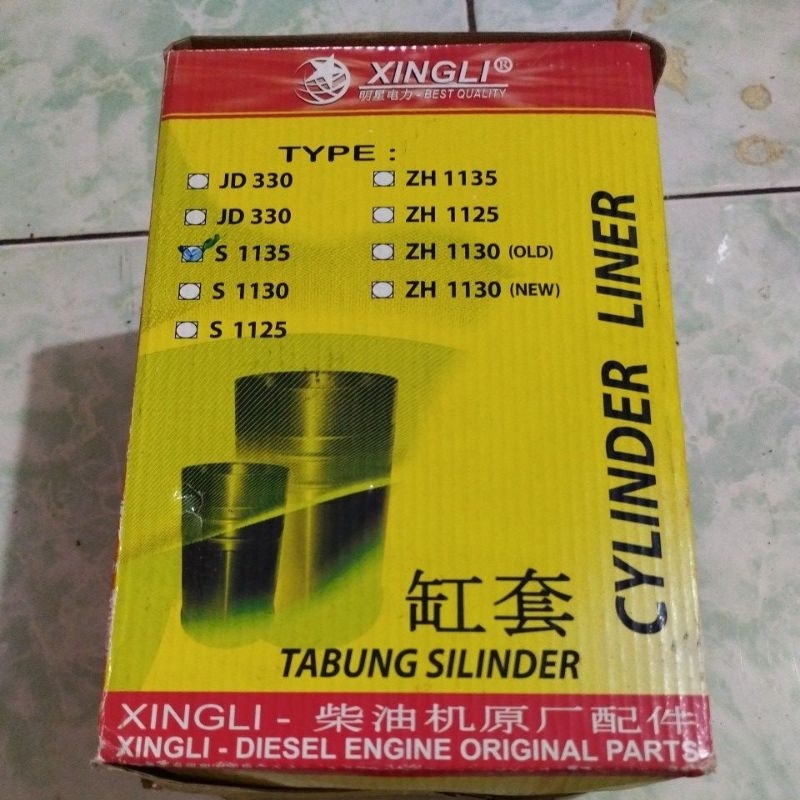 XINGLI®
明星电力 - BEST QUALITY
TYPE :
JD 330
JD 330
S 1135
S 1130
S 1125
ZH 1135
ZH 1125
ZH 1130 (OLD)
ZH 1130 (NEW)
CYLINDER LINER
缸套
TABUNG SILINDER
XINGLI - 柴油机原厂配件
XINGLI - DIESEL ENGINE ORIGINAL PARTS